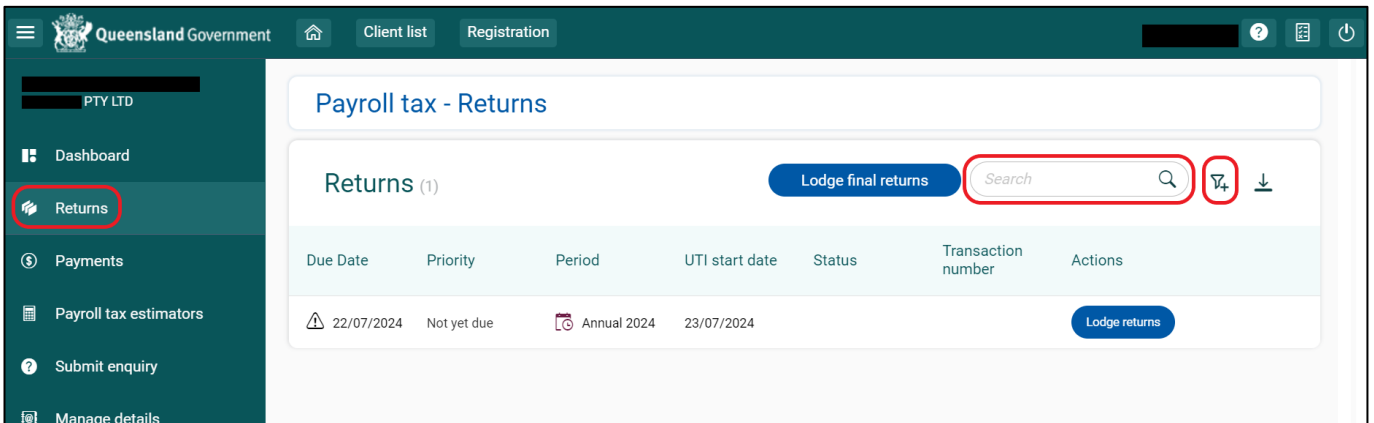 Queensland Government
Client list
Registration
PTY LTD
Dashboard
Returns
Payments
Payroll tax estimators
Submit enquiry
Manage details
Payroll tax - Returns
Returns (1)
Lodge final returns
Search
Due Date Priority Period UTI start date Status Transaction number Actions
22/07/2024 Not yet due Annual 2024 23/07/2024 Lodge returns